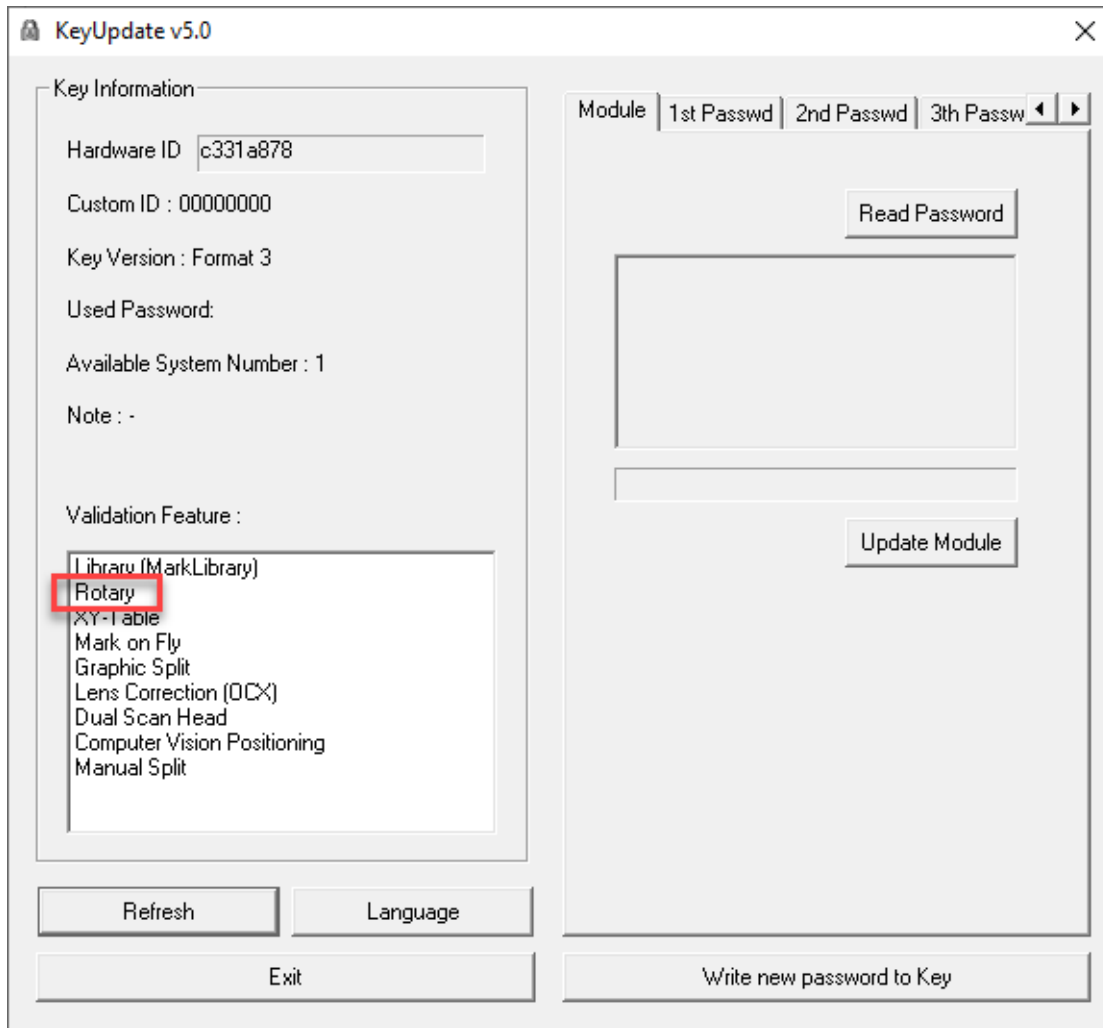 KeyUpdate v5.0
Key Information
Hardware ID c331a878
Custom ID : 00000000
Key Version : Format 3
Used Password:
Available System Number : 1
Note : -
Validation Feature :
Library (MarkLibrary)
Rotary
XY-Table
Mark on Fly
Graphic Split
Lens Correction (OCX)
Dual Scan Head
Computer Vision Positioning
Manual Split
Refresh
Language
Exit
Module 1st Passwd 2nd Passwd 3th Passw
Read Password
Update Module
Write new password to Key